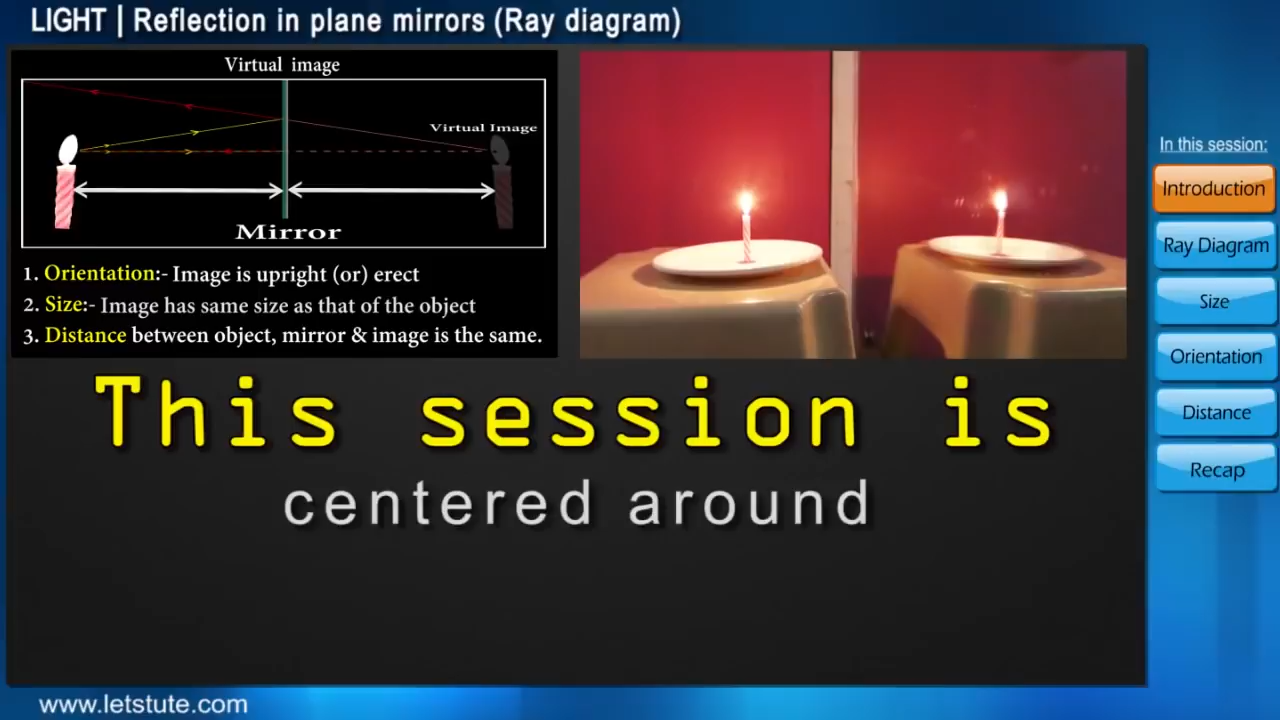 LIGHT | Reflection in plane mirrors (Ray diagram)
Virtual image
Virtual Image
Mirror
1. Orientation:- Image is upright (or) erect
2. Size:- Image has same size as that of the object
3. Distance between object, mirror & image is the same.
This session is
centered around
In this session:
Introduction
Ray Diagram
Size
Orientation
Distance
Recap
www.letstute.com